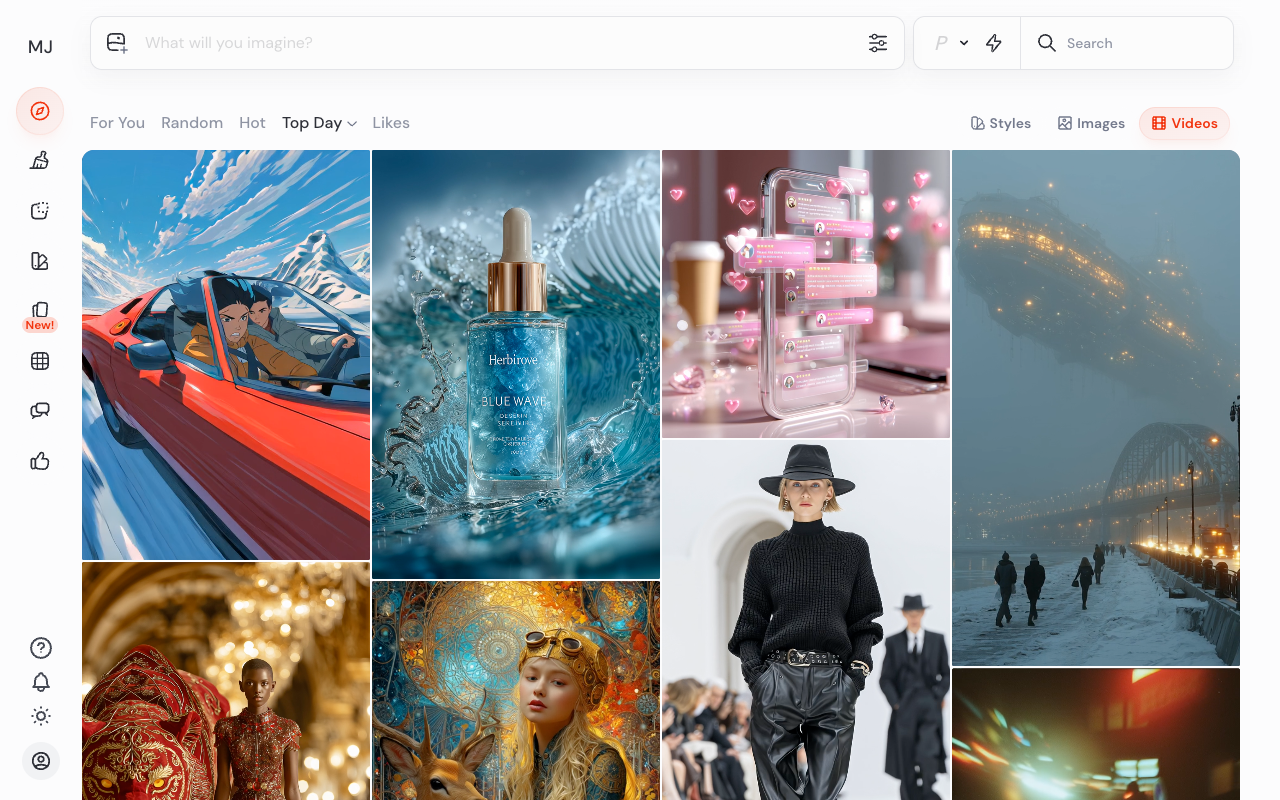 MJ
What will you imagine?
P
Search
For You
Random
Hot
Top Day
Likes
Styles
Images
Videos
New!
Herbirove
BLUE WAVE